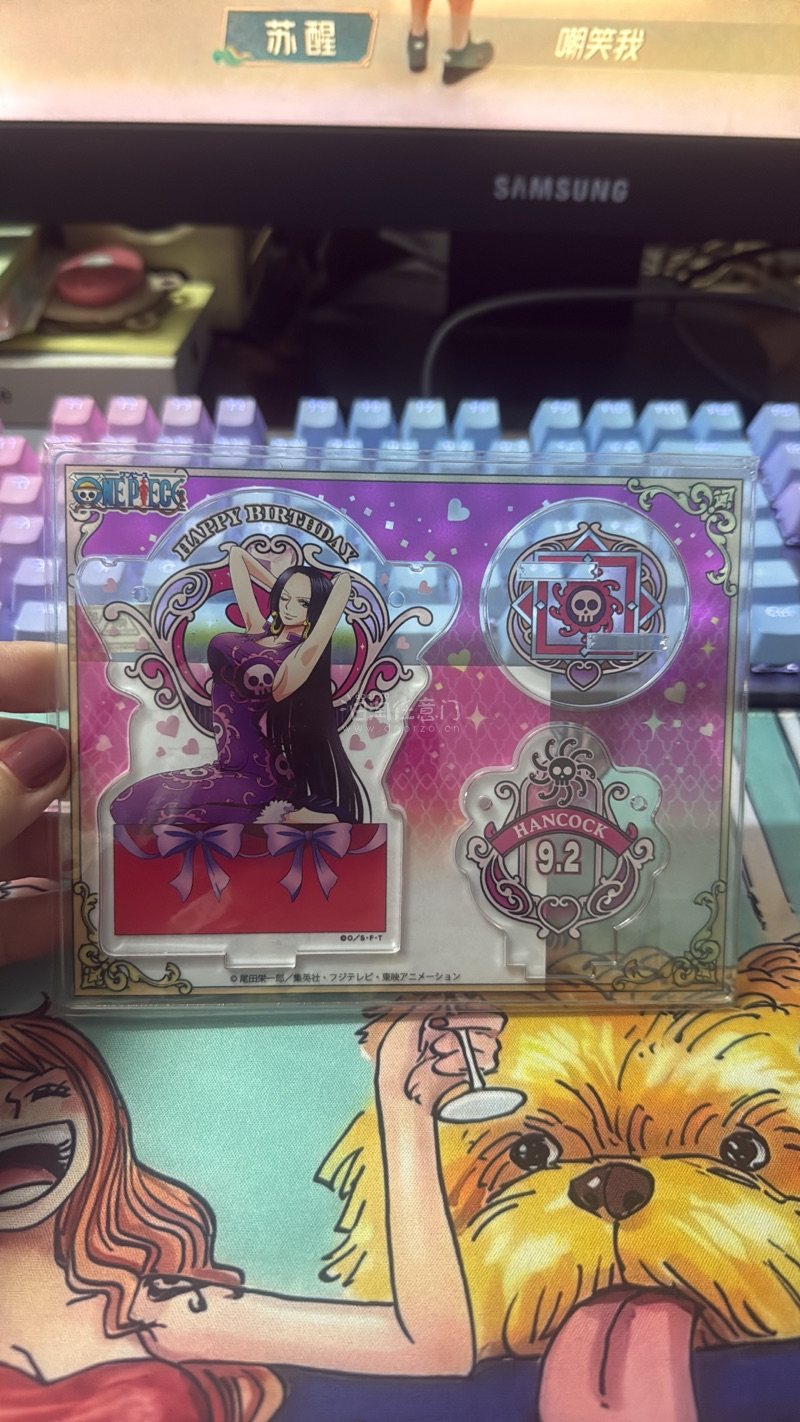 苏醒
嘲笑我
SAMSUNG
ONE PIECE
HAPPY BIRTHDAY
HANCOCK
9.2
©O/S・F・T
© 尾田栄一郎/集英社・フジテレビ・東映アニメーション